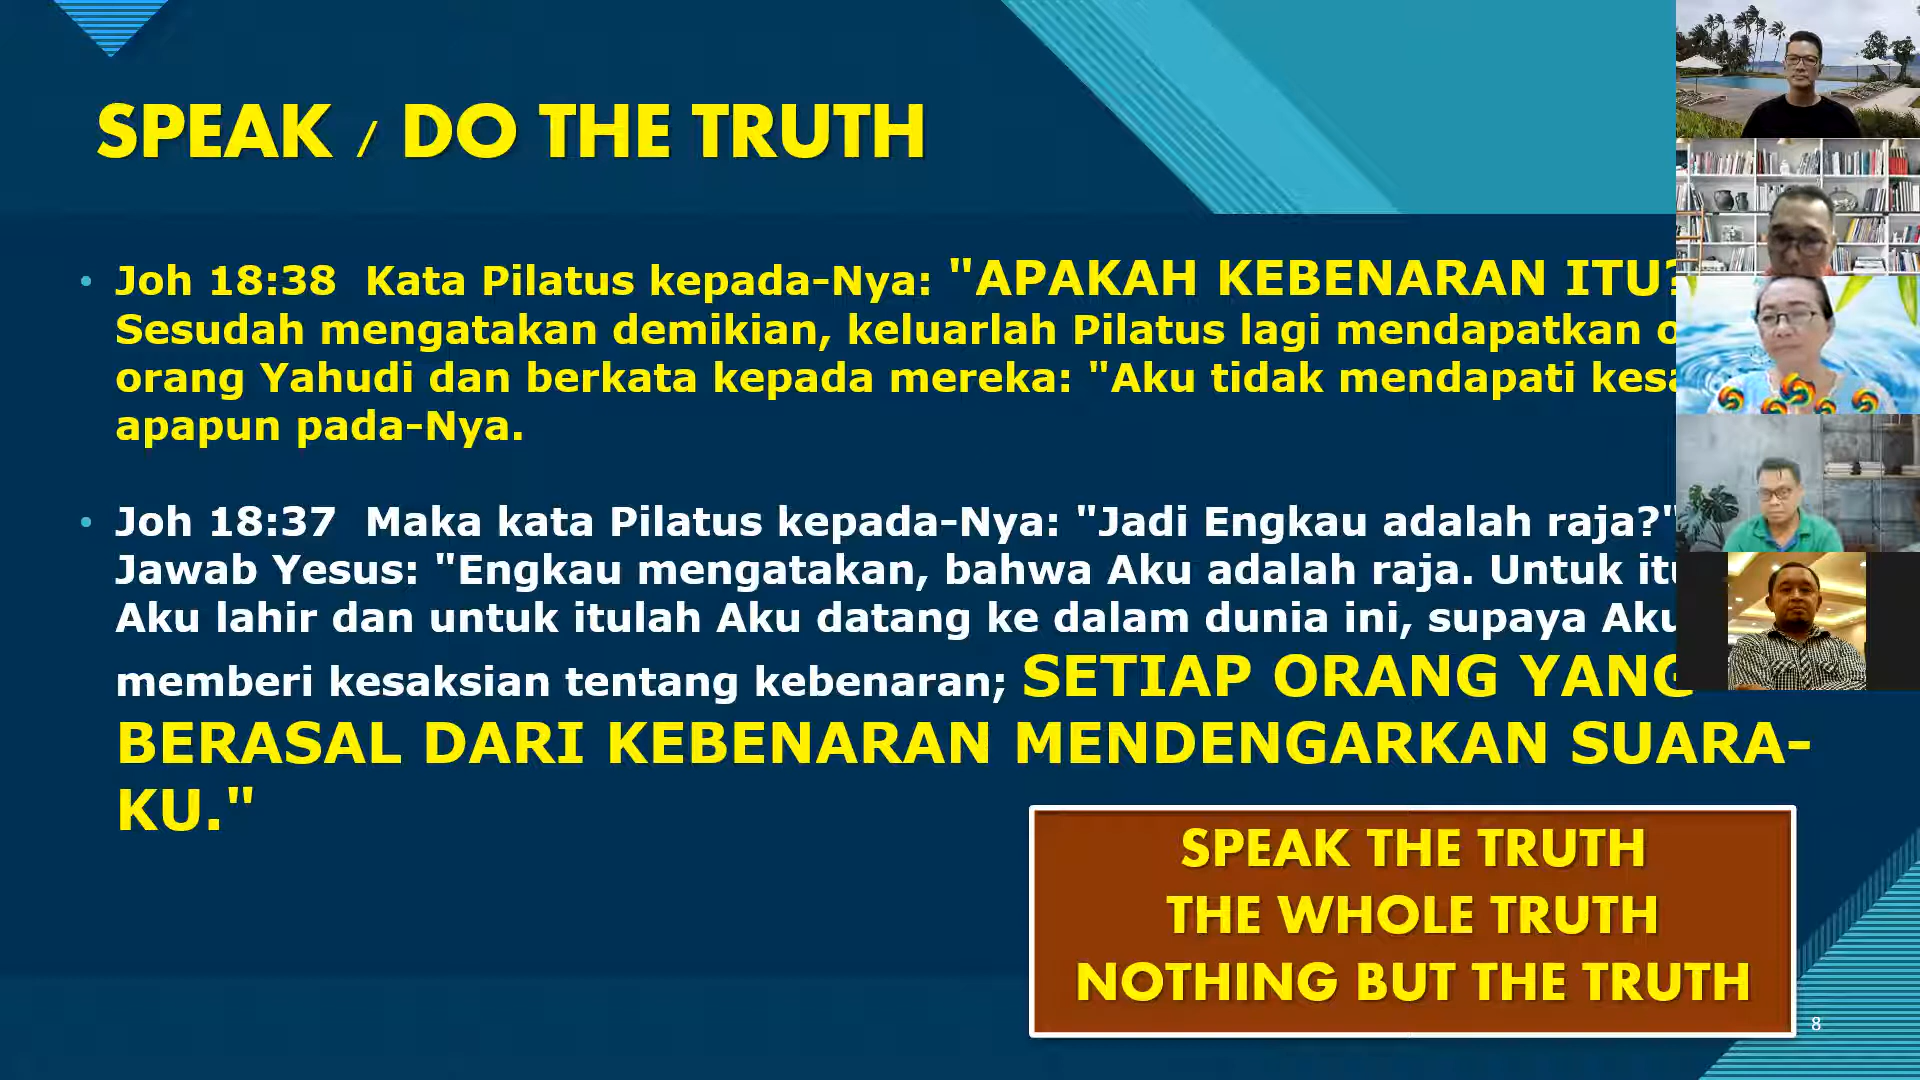 SPEAK / DO THE TRUTH
• Joh 18:38 Kata Pilatus kepada-Nya: "APAKAH KEBENARAN ITU?
Sesudah mengatakan demikian, keluarlah Pilatus lagi mendapatkan
orang Yahudi dan berkata kepada mereka: "Aku tidak mendapati
apapun pada-Nya.
• Joh 18:37 Maka kata Pilatus kepada-Nya: "Jadi Engkau adalah raja?"
Jawab Yesus: "Engkau mengatakan, bahwa Aku adalah raja. Untuk
Aku lahir dan untuk itulah Aku datang ke dalam dunia ini, supaya Aku
memberi kesaksian tentang kebenaran; SETIAP ORANG YANG
BERASAL DARI KEBENARAN MENDENGARKAN SUARA-
KU."
SPEAK THE TRUTH
THE WHOLE TRUTH
NOTHING BUT THE TRUTH
8